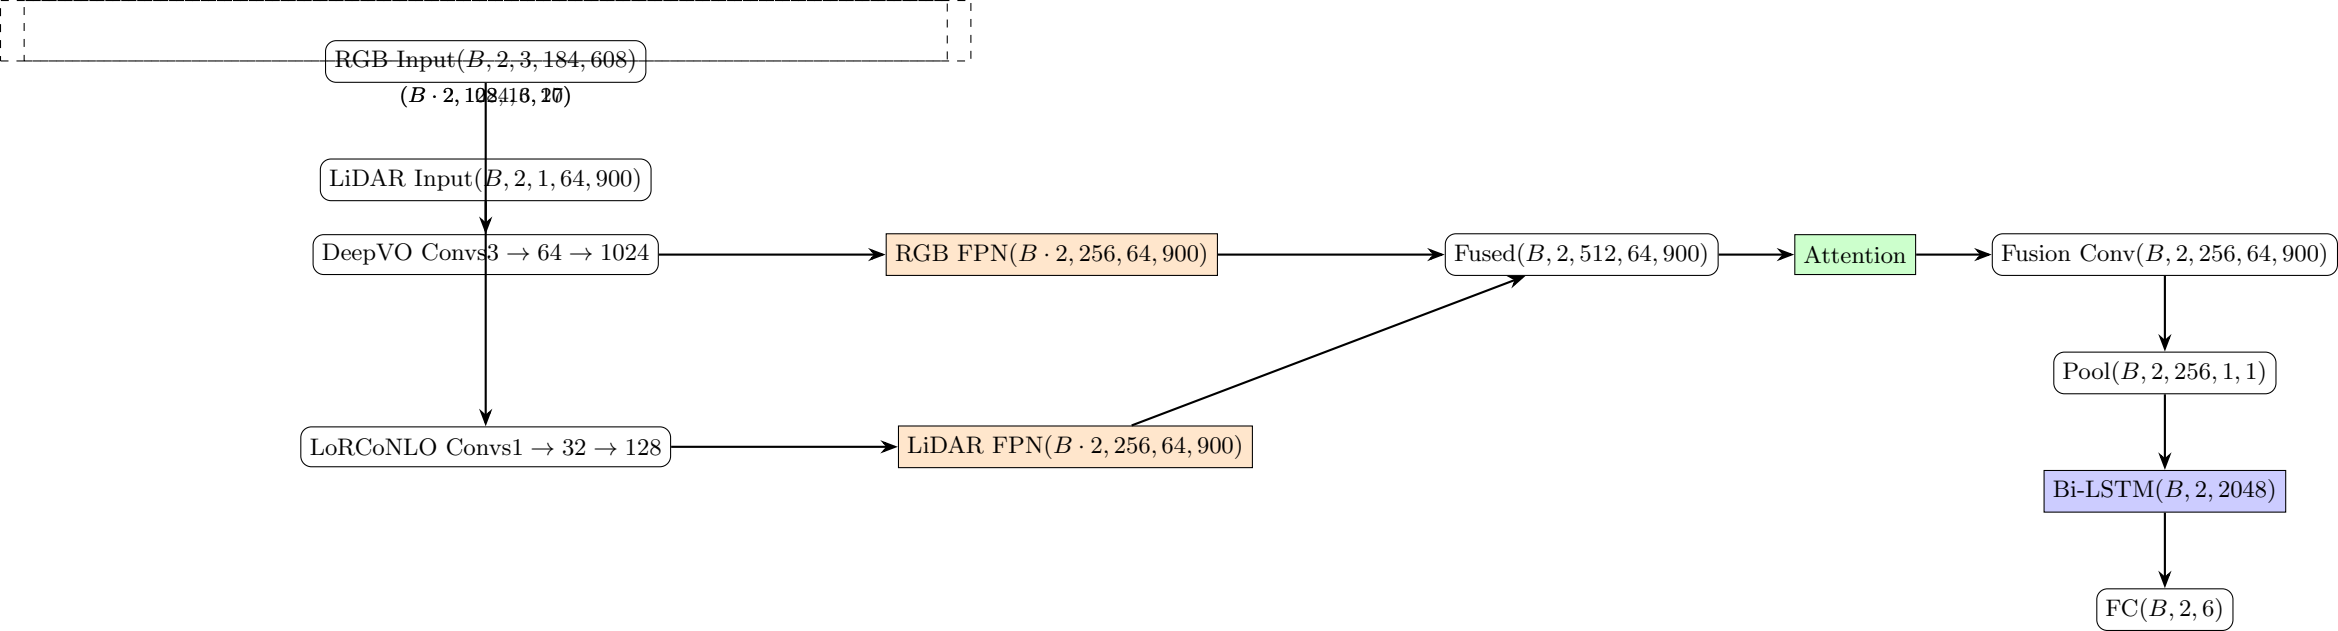 RGB Input(B, 2, 3, 184, 608)
LiDAR Input(B, 2, 1, 64, 900)
DeepVO Convs3 → 64 → 1024
RGB FPN(B · 2, 256, 64, 900)
Fused(B, 2, 512, 64, 900)
Attention
Fusion Conv(B, 2, 256, 64, 900)
Pool(B, 2, 256, 1, 1)
LoRCoNLO Convs1 → 32 → 128
LiDAR FPN(B · 2, 256, 64, 900)
Bi-LSTM(B, 2, 2048)
FC(B, 2, 6)